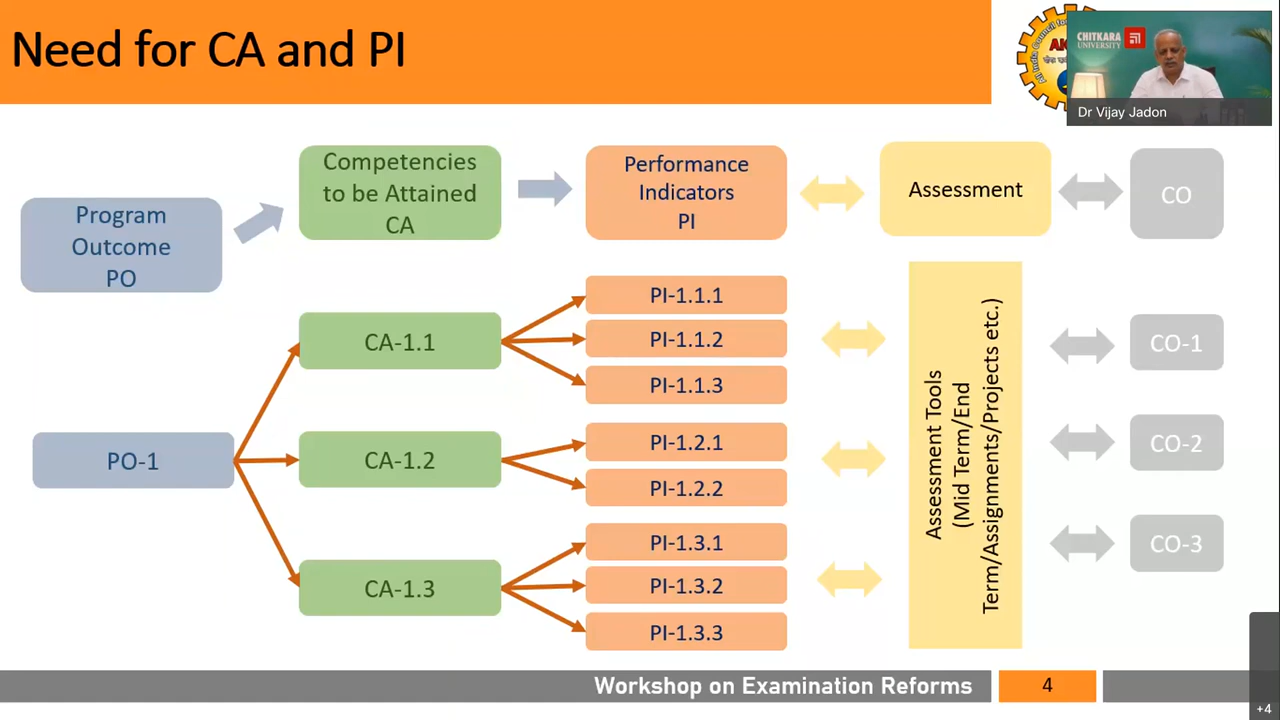 Need for CA and PI
All India Council for
CHITKARA
UNIVERSITY
Dr Vijay Jadon
Program
Outcome
PO
Competencies
to be Attained
CA
Performance
Indicators
PI
Assessment
CO
PO-1
CA-1.1
CA-1.2
CA-1.3
PI-1.1.1
PI-1.1.2
PI-1.1.3
PI-1.2.1
PI-1.2.2
PI-1.3.1
PI-1.3.2
PI-1.3.3
Assessment Tools
(Mid Term/End
Term/Assignments/Projects etc.)
CO-1
CO-2
CO-3
Workshop on Examination Reforms
4
+4